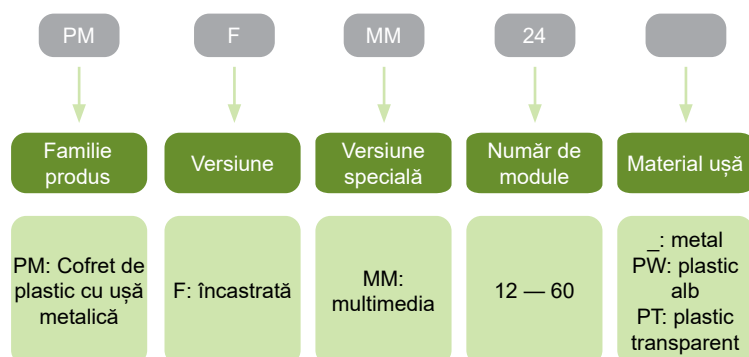 PM F MM 24
Familie produs
Versiune
Versiune specială
Număr de module
Material ușă
PM: Cofret de
plastic cu ușă
metalică
F: încastrată
MM:
multimedia
12 — 60
_: metal
PW: plastic
alb
PT: plastic
transparent